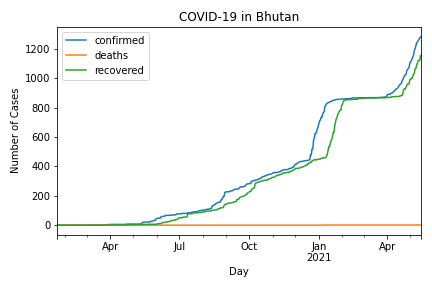 COVID-19 in Bhutan
confirmed
deaths
recovered
Number of Cases
1200
1000
800
600
400
200
0
Apr
Jul
Oct
Jan
2021
Apr
Day